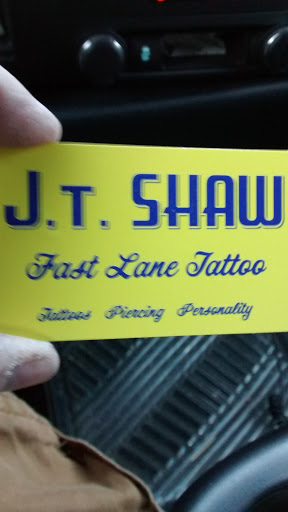 J.T. SHAW
Fast Lane Tattoo
Tattoos Piercing Personality